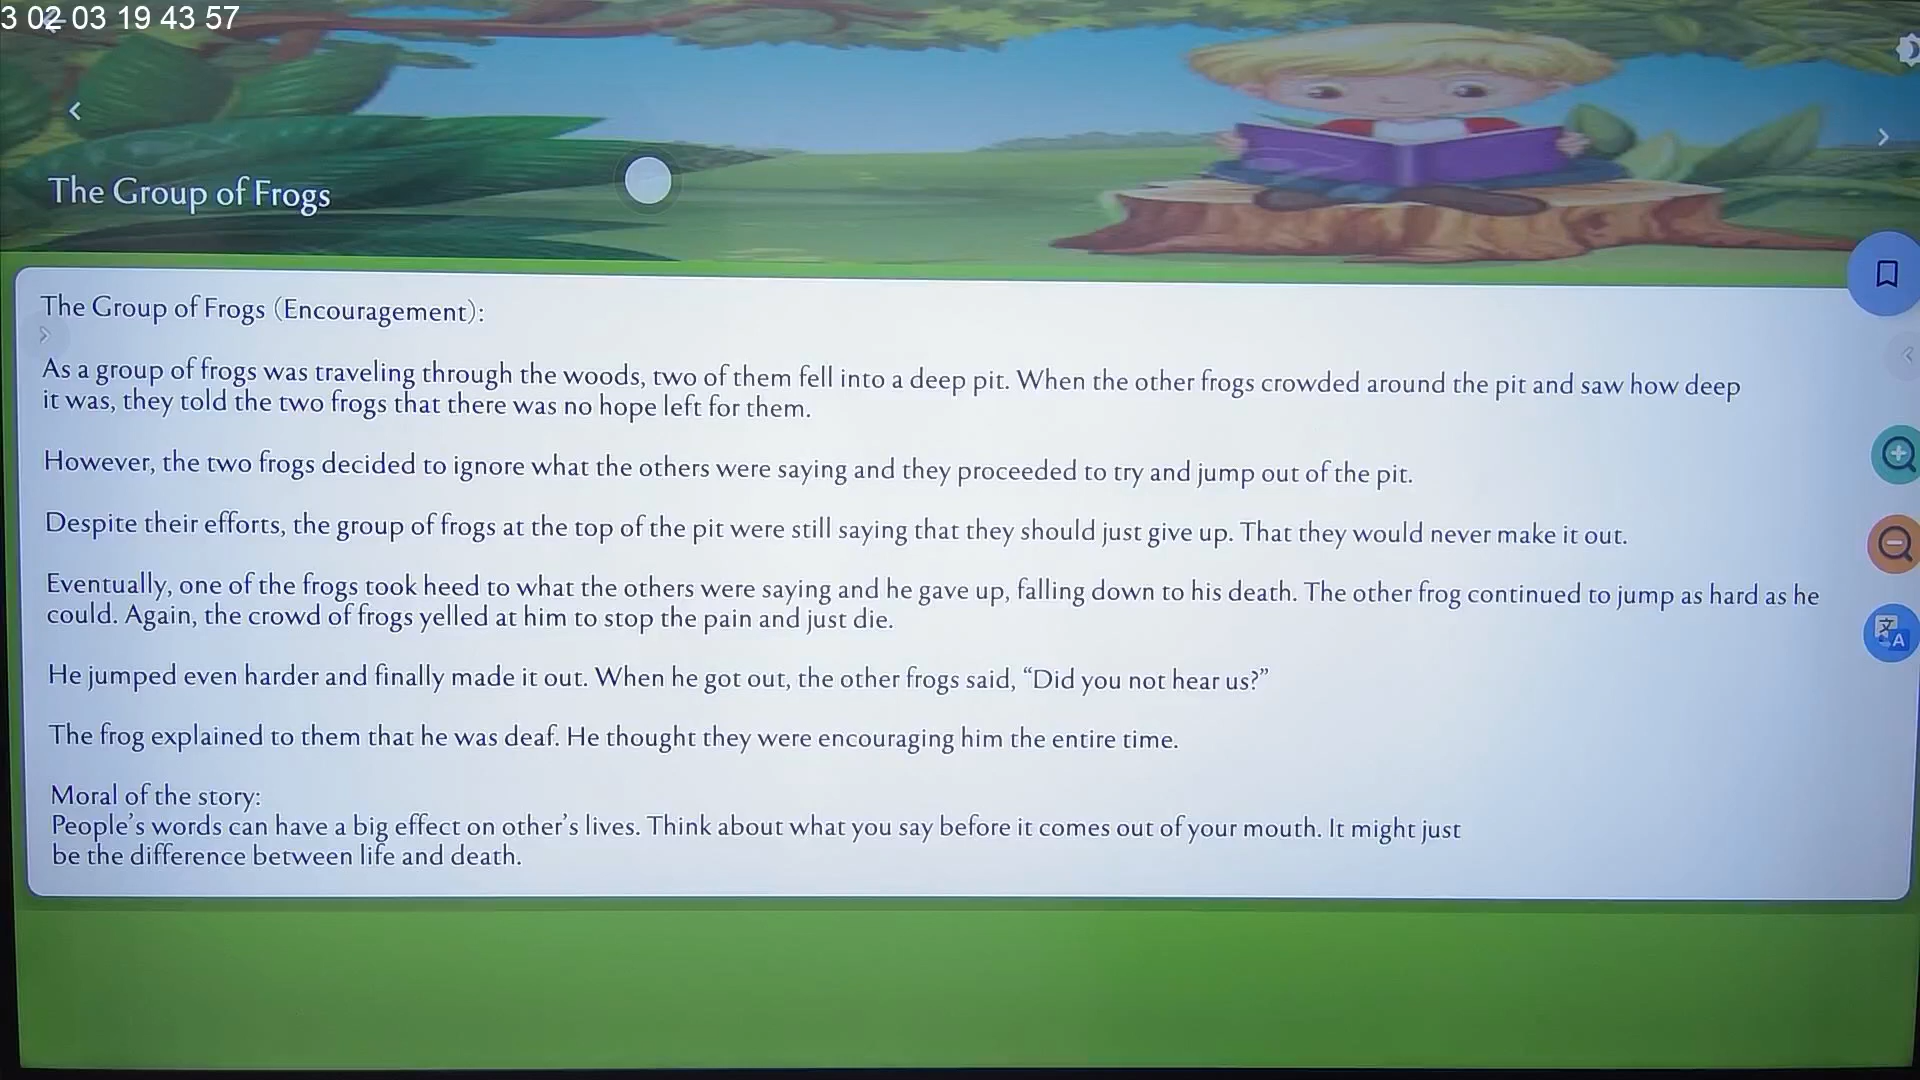 3 02 03 19 43 57
The Group of Frogs
The Group of Frogs (Encouragement):
As a group of frogs was traveling through the woods, two of them fell into a deep pit. When the other frogs crowded around the pit and saw how deep
it was, they told the two frogs that there was no hope left for them.
However, the two frogs decided to ignore what the others were saying and they proceeded to try and jump out of the pit.
Despite their efforts, the group of frogs at the top of the pit were still saying that they should just give up. That they would never make it out.
Eventually, one of the frogs took heed to what the others were saying and he gave up, falling down to his death. The other frog continued to jump as hard as he
could. Again, the crowd of frogs yelled at him to stop the pain and just die.
He jumped even harder and finally made it out. When he got out, the other frogs said, “Did you not hear us?”
The frog explained to them that he was deaf. He thought they were encouraging him the entire time.
Moral of the story:
People’s words can have a big effect on other’s lives. Think about what you say before it comes out of your mouth. It might just
be the difference between life and death.
文A